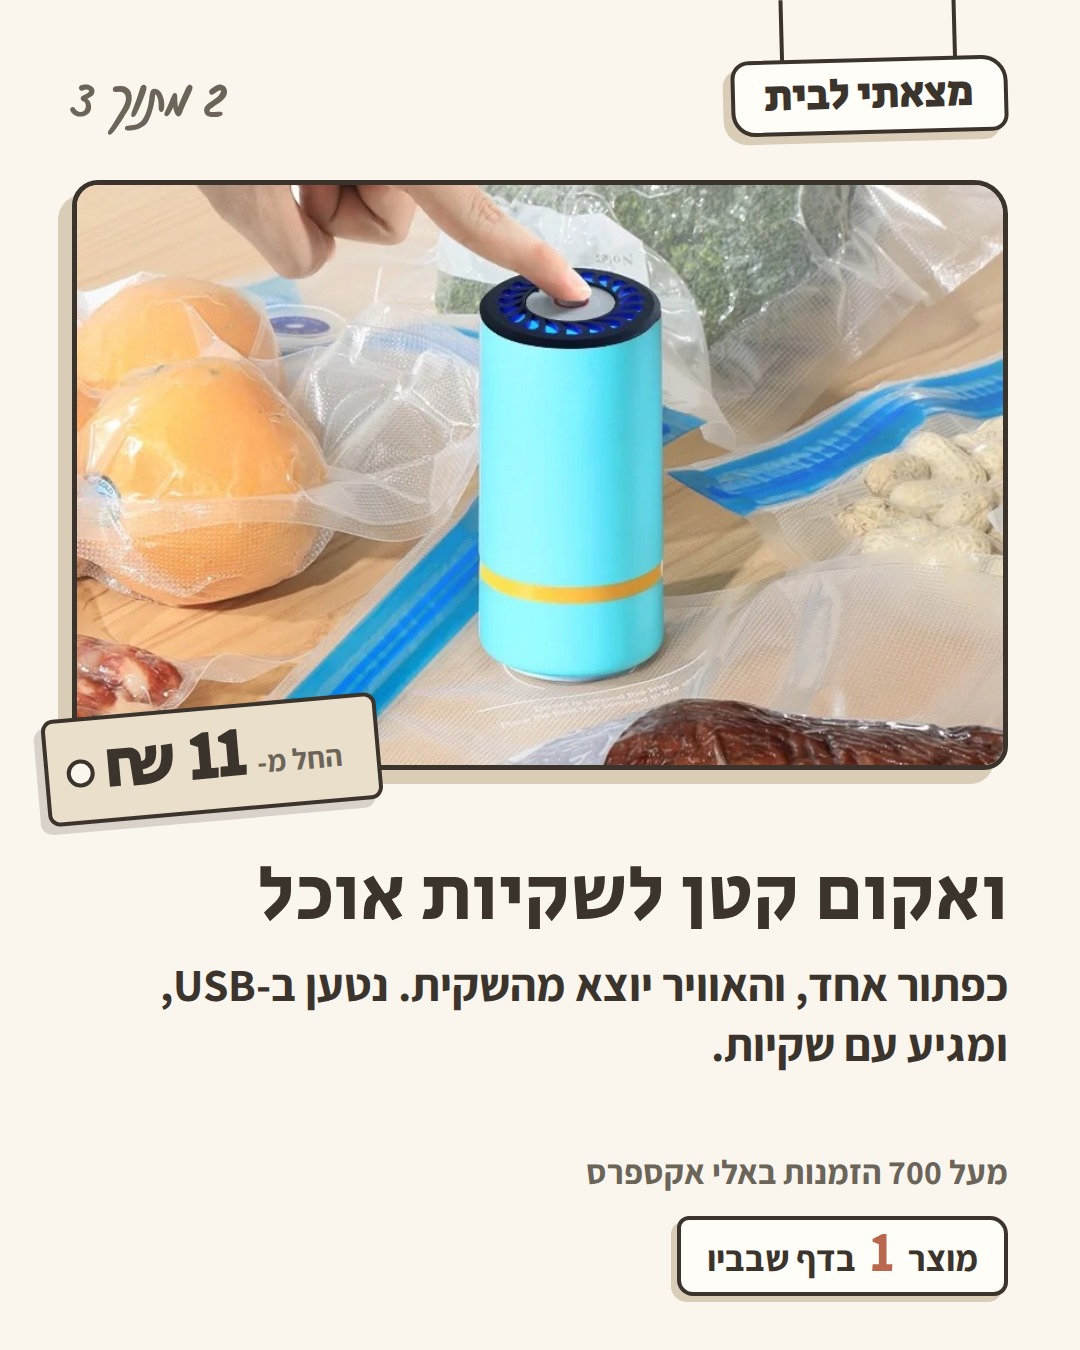 מצאתי לבית
2 מתוך 3
Note:
החל מ- 11 ₪
ואקום קטן לשקיות אוכל
כפתור אחד, והאוויר יוצא מהשקית. נטען ב-USB,
ומגיע עם שקיות.
מעל 700 הזמנות באלי אקספרס
מוצר 1 בדף שבביו